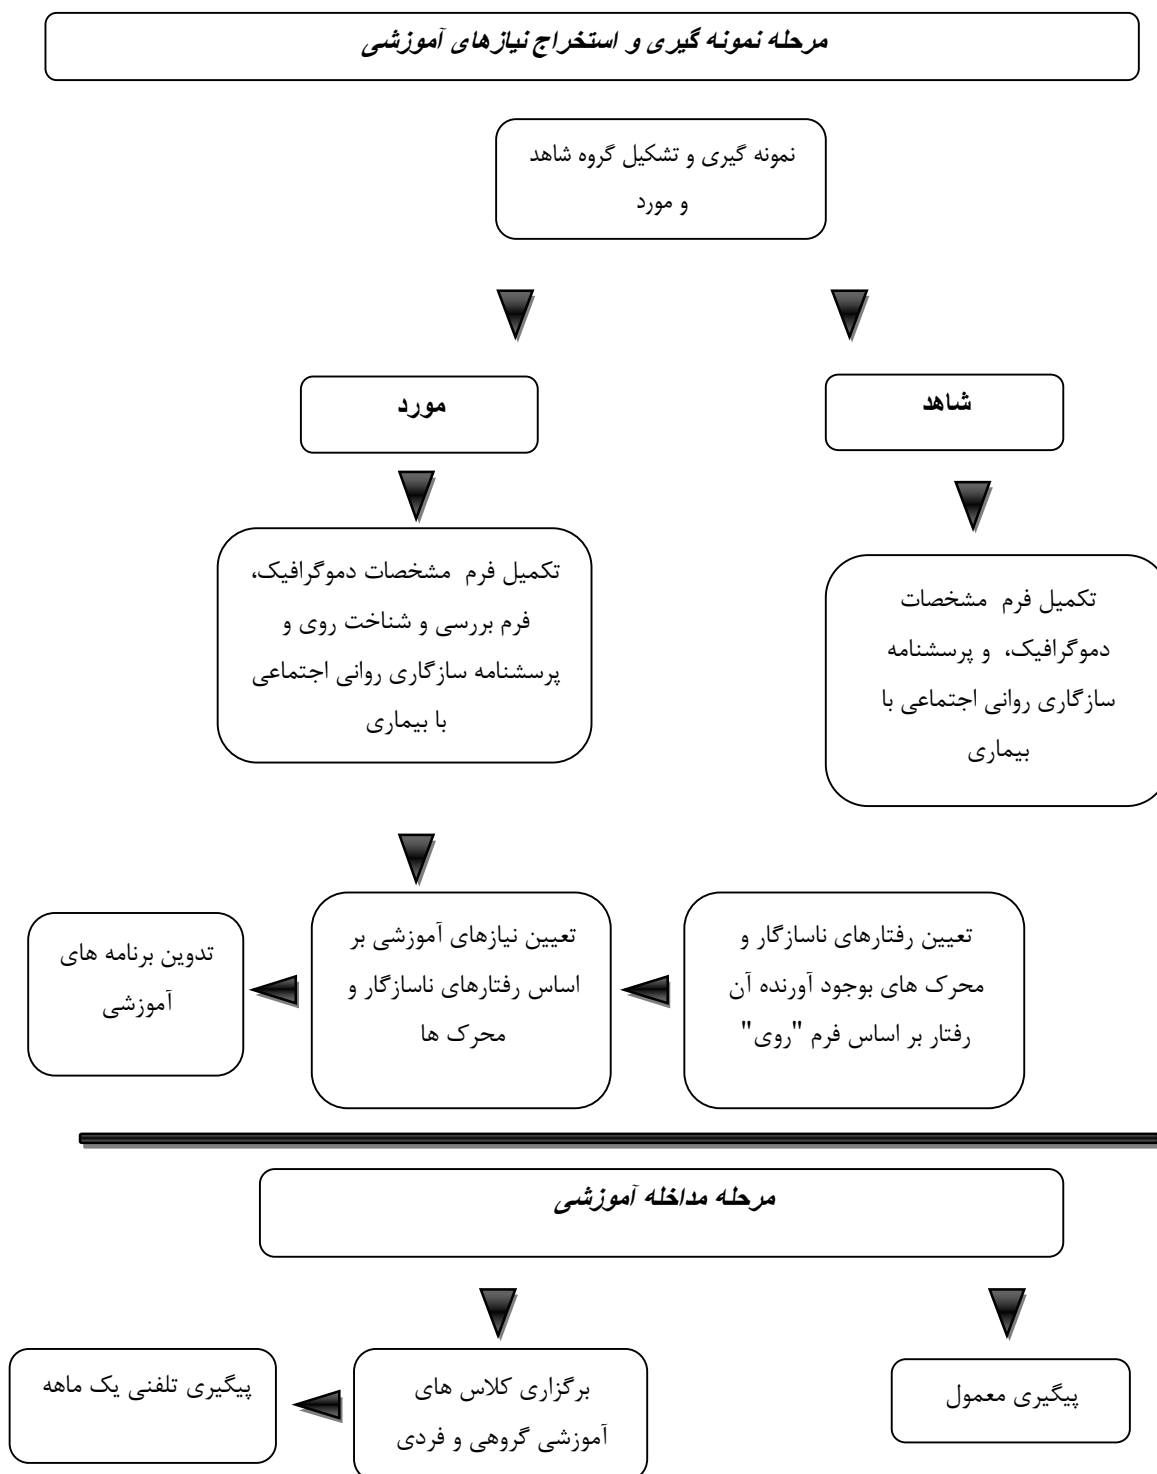 مرحله نمونه گیری و استخراج نیازهای آموزشی
نمونه گیری و تشکیل گروه شاهد
و مورد
شاهد
مورد
تکمیل فرم مشخصات
دموگرافیک، و پرسشنامه
سازگاری روانی اجتماعی با
بیماری
تکمیل فرم مشخصات دموگرافیک،
فرم بررسی و شناخت روی و
پرسشنامه سازگاری روانی اجتماعی
با بیماری
تعیین رفتارهای ناسازگار و
محرک های بوجود آورنده آن
رفتار بر اساس فرم "روی"
تعیین نیازهای آموزشی بر
اساس رفتارهای ناسازگار و
محرک ها
تدوین برنامه های
آموزشی
مرحله مداخله آموزشی
پیگیری معمول
برگزاری کلاس های
آموزشی گروهی و فردی
پیگیری تلفنی یک ماهه